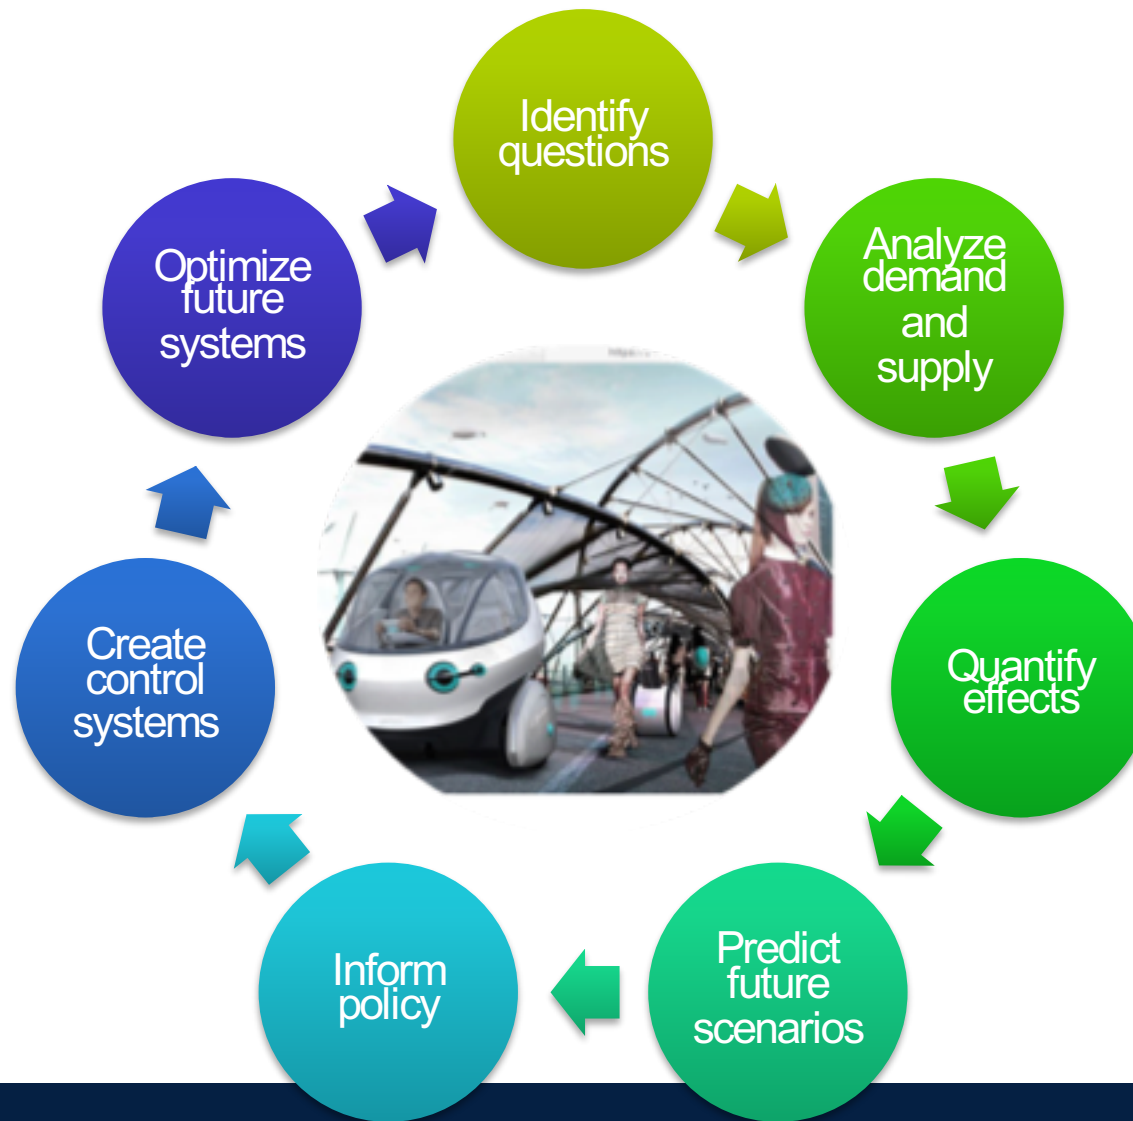 Identify
questions
Analyze
demand
and
supply
Quantify
effects
Predict
future
scenarios
Inform
policy
Create
control
systems
Optimize
future
systems